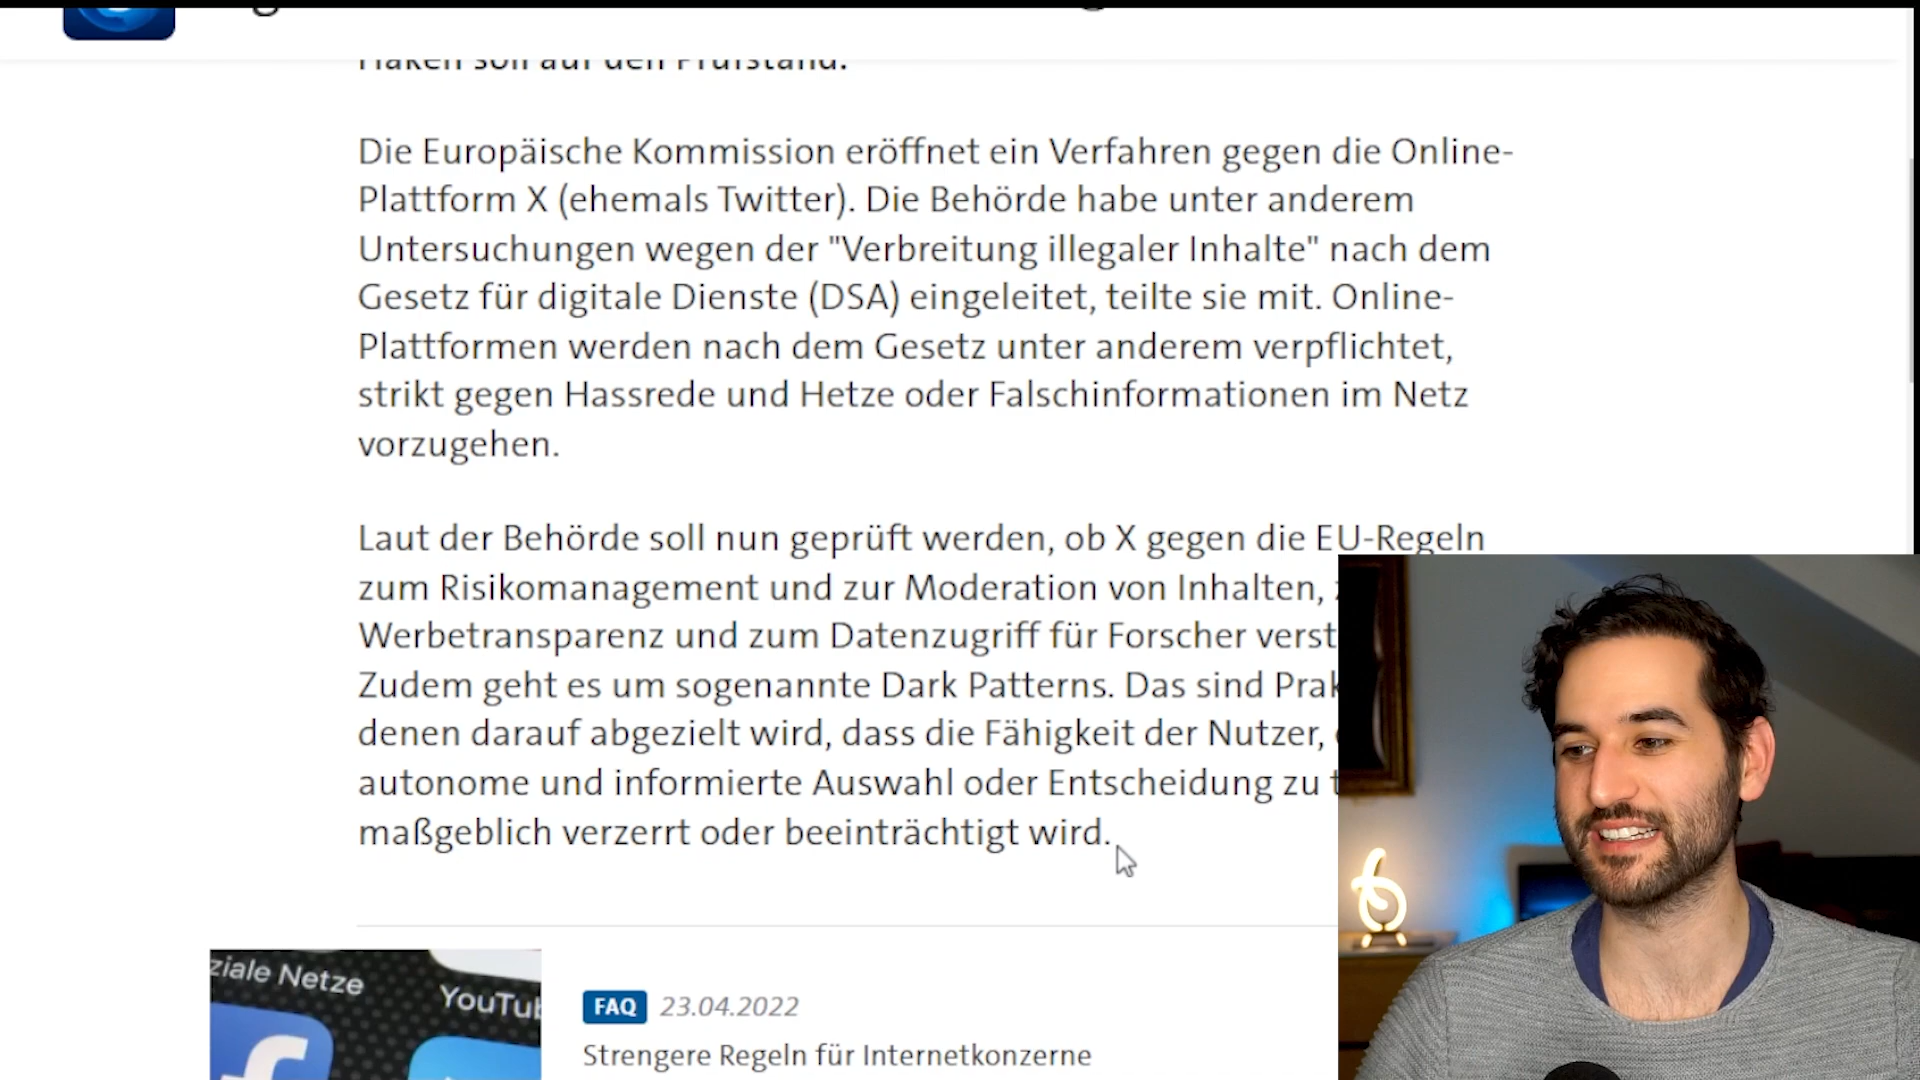 Haken soll auf den Prüfstand.
Die Europäische Kommission eröffnet ein Verfahren gegen die Online-
Plattform X (ehemals Twitter). Die Behörde habe unter anderem
Untersuchungen wegen der "Verbreitung illegaler Inhalte" nach dem
Gesetz für digitale Dienste (DSA) eingeleitet, teilte sie mit. Online-
Plattformen werden nach dem Gesetz unter anderem verpflichtet,
strikt gegen Hassrede und Hetze oder Falschinformationen im Netz
vorzugehen.
Laut der Behörde soll nun geprüft werden, ob X gegen die EU-Regeln
zum Risikomanagement und zur Moderation von Inhalten,
Werbetransparenz und zum Datenzugriff für Forscher verst
Zudem geht es um sogenannte Dark Patterns. Das sind Prak
denen darauf abgezielt wird, dass die Fähigkeit der Nutzer,
autonome und informierte Auswahl oder Entscheidung zu t
maßgeblich verzerrt oder beeinträchtigt wird.
ziale Netze
YouTub
FAQ 23.04.2022
Strengere Regeln für Internetkonzerne